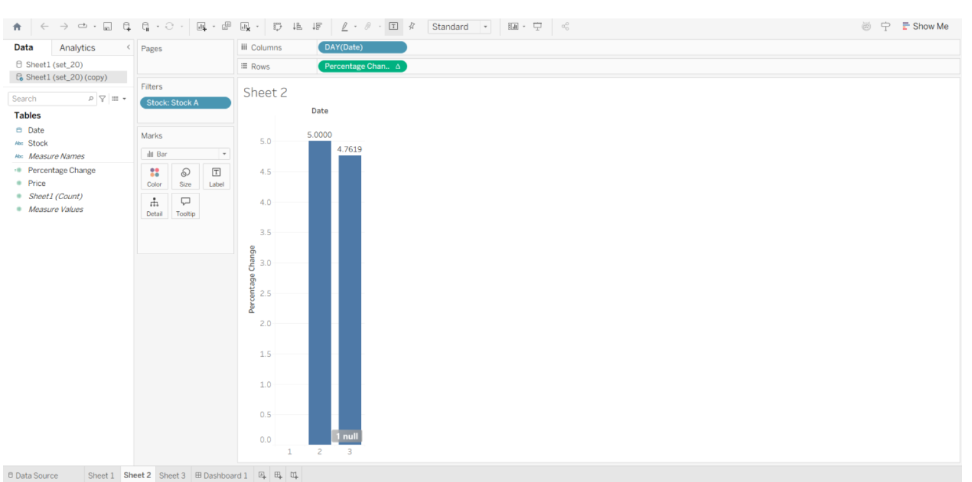 Standard
Show Me
Data
Analytics
Sheet1 (set_20)
Sheet1 (set_20) (copy)
Search
Tables
Date
Abc Stock
Abc Measure Names
Percentage Change
Price
Sheet1 (Count)
Measure Values
Pages
Filters
Stock: Stock A
Marks
Bar
Color
Size
Label
Detail
Tooltip
Columns
DAY(Date)
Rows
Percentage Chan..
Sheet 2
Date
5.0000
4.7619
5.0
4.5
4.0
3.5
3.0
2.5
2.0
1.5
1.0
0.5
0.0
Percentage Change
1 null
1 2 3
Data Source
Sheet 1
Sheet 2
Sheet 3
Dashboard 1